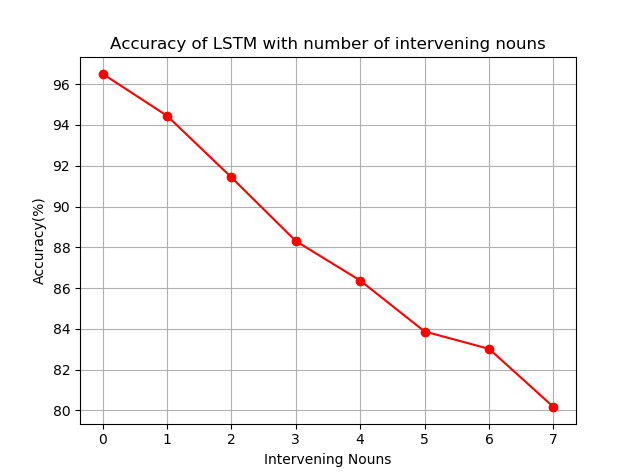 Accuracy of LSTM with number of intervening nouns
96
94
92
90
88
86
84
82
80
Accuracy(%)
0 1 2 3 4 5 6 7
Intervening Nouns